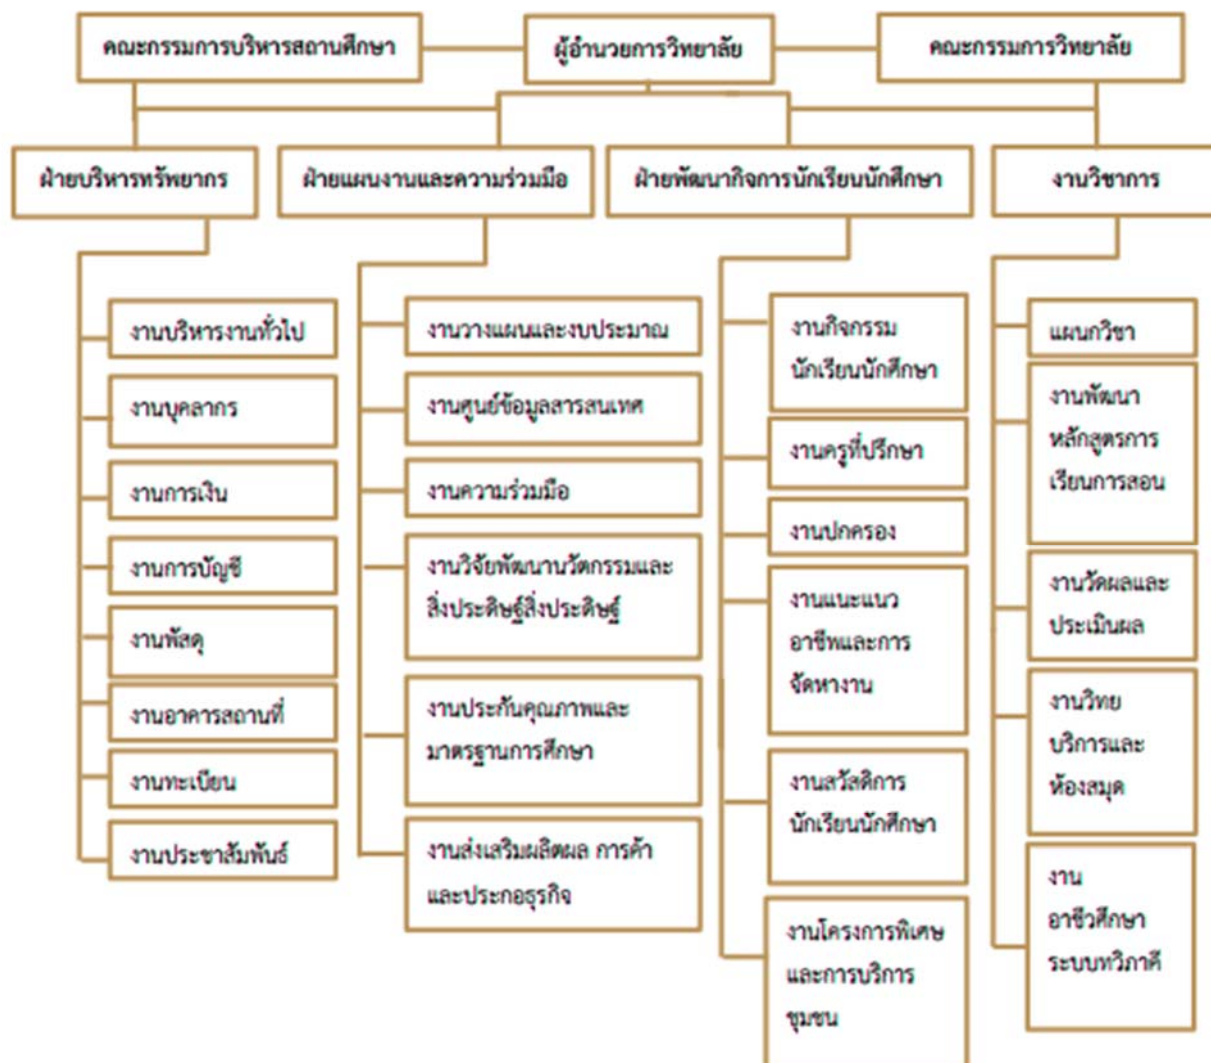 คณะกรรมการบริหารสถานศึกษา
ผู้อำนวยการวิทยาลัย
คณะกรรมการวิทยาลัย
ฝ่ายบริหารทรัพยากร
ฝ่ายแผนงานและความร่วมมือ
ฝ่ายพัฒนากิจการนักเรียนนักศึกษา
งานวิชาการ
งานบริหารงานทั่วไป
งานบุคลากร
งานการเงิน
งานการบัญชี
งานพัสดุ
งานอาคารสถานที่
งานทะเบียน
งานประชาสัมพันธ์
งานวางแผนและงบประมาณ
งานศูนย์ข้อมูลสารสนเทศ
งานความร่วมมือ
งานวิจัยพัฒนานวัตกรรมและ
สิ่งประดิษฐ์สิ่งประดิษฐ์
งานประกันคุณภาพและ
มาตรฐานการศึกษา
งานส่งเสริมผลิตผล การค้า
และประกอธุรกิจ
งานกิจกรรม
นักเรียนนักศึกษา
งานครูที่ปรึกษา
งานปกครอง
งานแนะแนว
อาชีพและการ
จัดหางาน
งานสวัสดิการ
นักเรียนนักศึกษา
งานโครงการพิเศษ
และการบริการ
ชุมชน
แผนกวิชา
งานพัฒนา
หลักสูตรการ
เรียนการสอน
งานวัดผลและ
ประเมินผล
งานวิทย
บริการและ
ห้องสมุด
งาน
อาชีวศึกษา
ระบบทวิภาคี